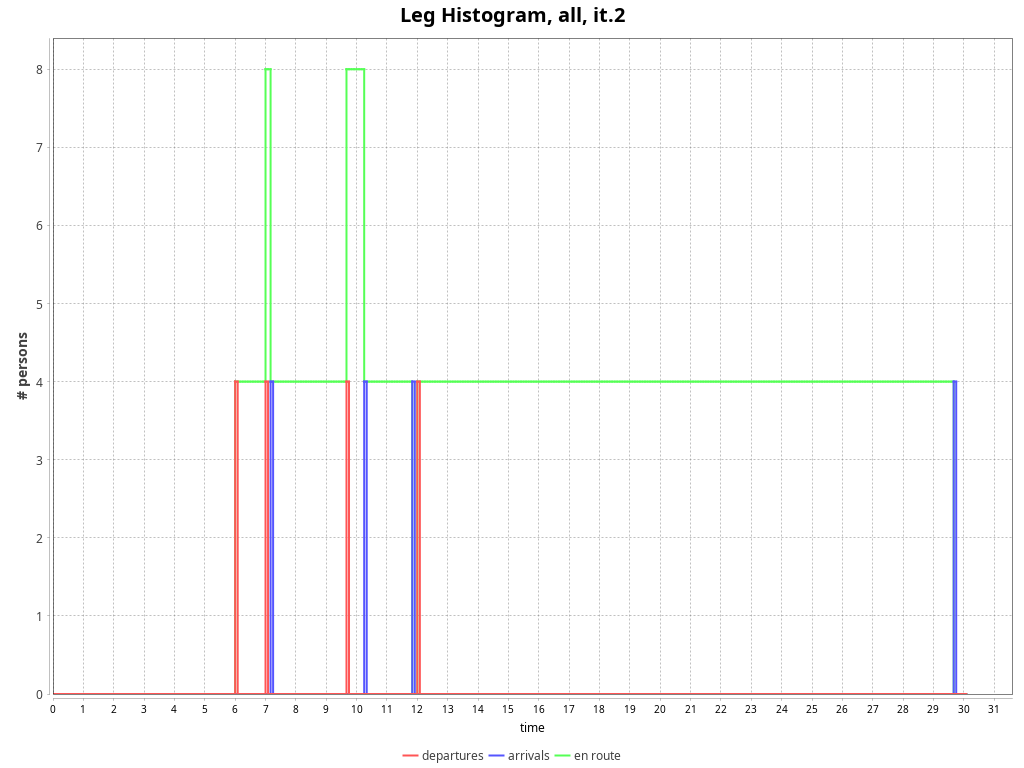 Leg Histogram, all, it.2
# persons
8
7
6
5
4
3
2
1
0
0 1 2 3 4 5 6 7 8 9 10 11 12 13 14 15 16 17 18 19 20 21 22 23 24 25 26 27 28 29 30 31
time
departures arrivals en route